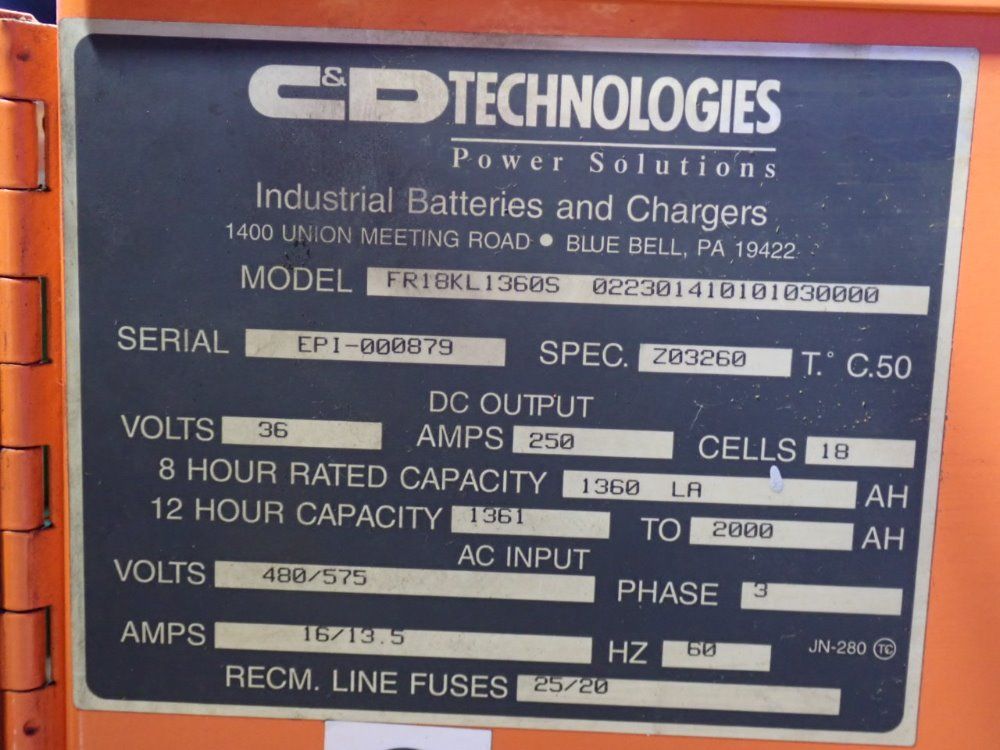 C&D TECHNOLOGIES
Power Solutions
Industrial Batteries and Chargers
1400 UNION MEETING ROAD • BLUE BELL, PA 19422
MODEL FR18KL1360S 022301410101030000
SERIAL EPI-000879 SPEC. Z03260 T.° C.50
DC OUTPUT
VOLTS 36 AMPS 250 CELLS 18
8 HOUR RATED CAPACITY 1360 LA AH
12 HOUR CAPACITY 1361 TO 2000 AH
AC INPUT
VOLTS 480/575 PHASE 3
AMPS 16/13.5 HZ 60 JN-280 TC
RECM. LINE FUSES 25/20